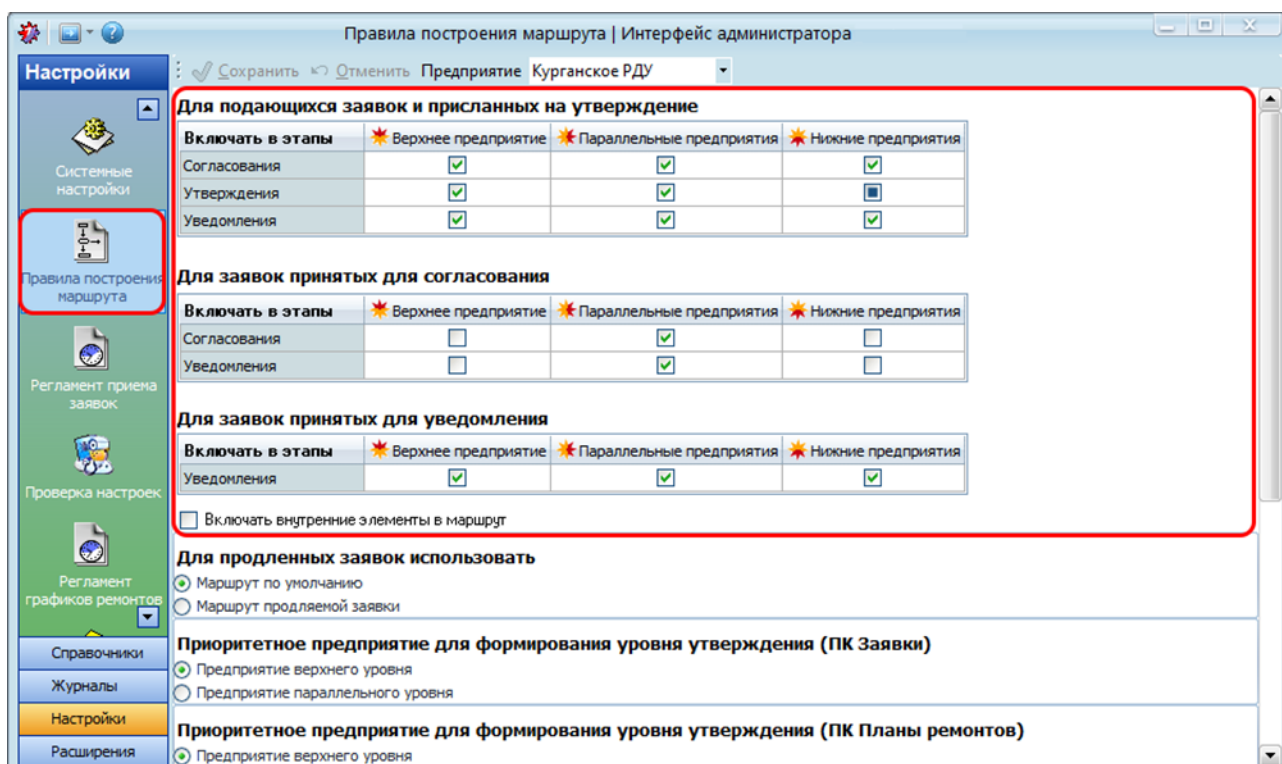 Правила построения маршрута | Интерфейс администратора
Настройки
Сохранить Отменить Предприятие Курганское РДУ
Системные
настройки
Правила построения
маршрута
Регламент приема
заявок
Проверка настроек
Регламент
графиков ремонтов
Справочники
Журналы
Настройки
Расширения
Для подающихся заявок и присланных на утверждение
Включать в этапы Верхнее предприятие Параллельные предприятия Нижние предприятия
Согласования
Утверждения
Уведомления
Для заявок принятых для согласования
Включать в этапы Верхнее предприятие Параллельные предприятия Нижние предприятия
Согласования
Уведомления
Для заявок принятых для уведомления
Включать в этапы Верхнее предприятие Параллельные предприятия Нижние предприятия
Уведомления
Включать внутренние элементы в маршрут
Для продленных заявок использовать
Маршрут по умолчанию
Маршрут продляемой заявки
Приоритетное предприятие для формирования уровня утверждения (ПК Заявки)
Предприятие верхнего уровня
Предприятие параллельного уровня
Приоритетное предприятие для формирования уровня утверждения (ПК Планы ремонтов)
Предприятие верхнего уровня